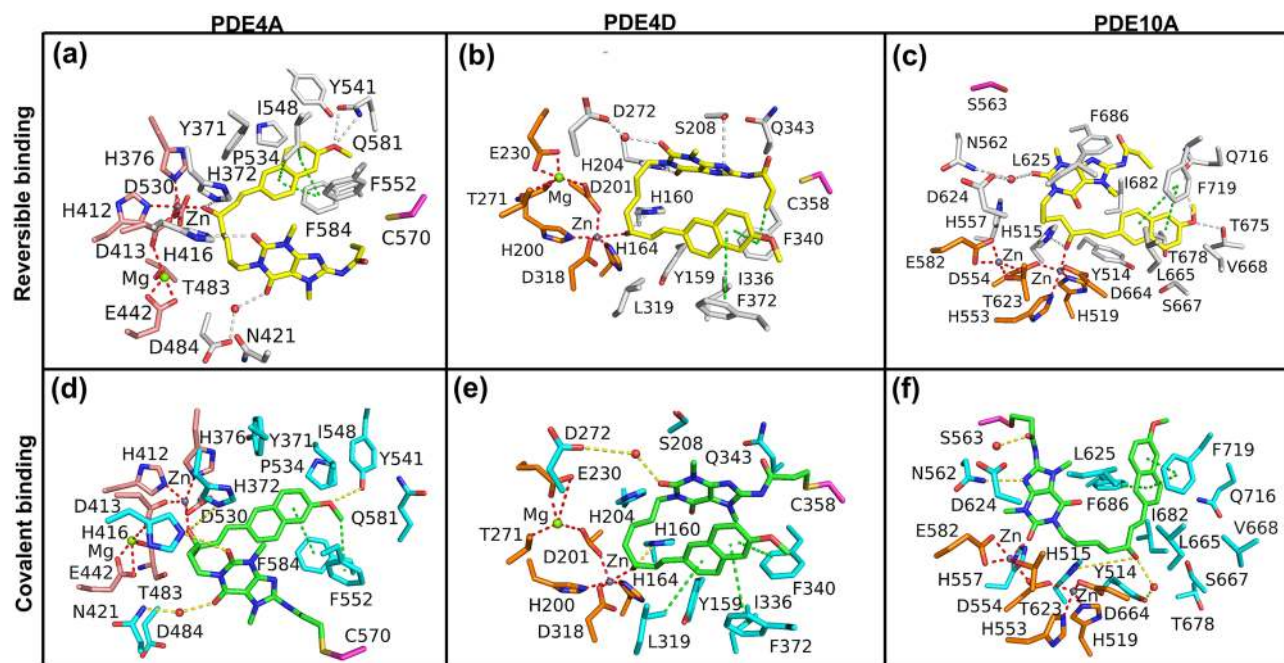 PDE4A
PDE4D
PDE10A
Reversible binding
(a)
Y541
I548
Y371
Q581
H376
P534
D530
H372
F552
H412
Zn
F584
C570
D413
H416
Mg
T483
E442
D484
N421
(b)
D272
S208
Q343
E230
H204
D201
T271
Mg
H160
C358
Zn
H200
H164
F340
D318
Y159
I336
L319
F372
(c)
S563
F686
N562
L625
Q716
I682
F719
D624
H557
H515
T675
E582
Zn
T678
V668
D554
Zn
Y514
L665
T623
D664
S667
H553
H519
Covalent binding
(d)
H376
Y371
I548
H412
P534
Y541
Zn
H372
D413
D530
Q581
H416
Mg
F584
E442
T483
F552
N421
D484
C570
(e)
D272
S208
E230
Q343
C358
Mg
H204
T271
H160
D201
Zn
H164
F340
H200
Y159
I336
D318
L319
F372
(f)
S563
L625
F719
N562
D624
F686
Q716
E582
I682
V668
Zn
H515
L665
H557
Y514
S667
D554
T623
Zn
D664
T678
H553
H519